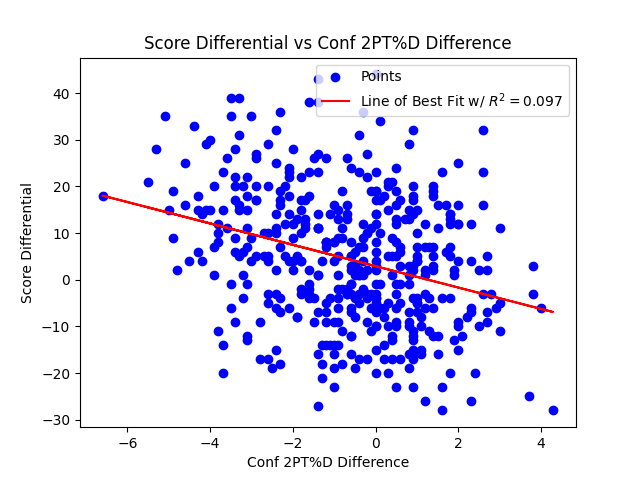 Score Differential vs Conf 2PT%D Difference
Points
Line of Best Fit w/ R² = 0.097
Score Differential
40
30
20
10
0
−10
−20
−30
−6
−4
−2
0
2
4
Conf 2PT%D Difference